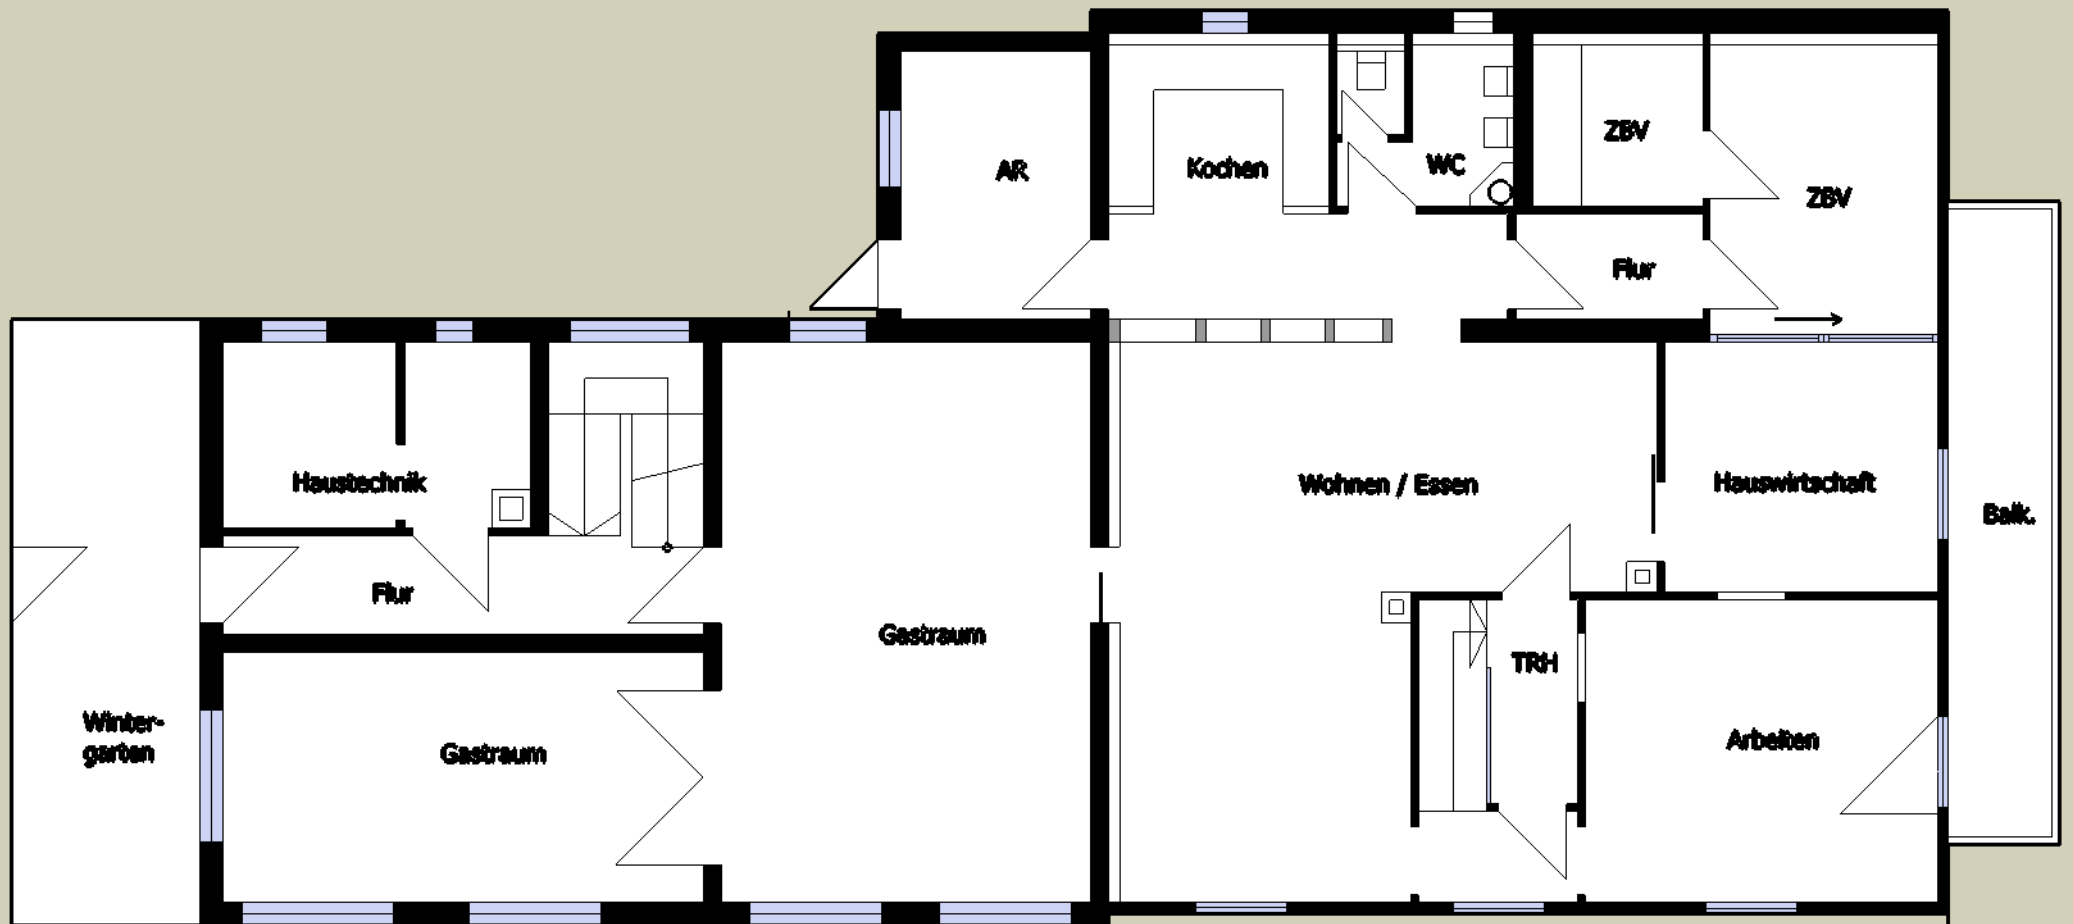 AR
Kochen
WC
ZBV
ZBV
Flur
Haustechnik
Wohnen / Essen
Hauswirtschaft
Balk.
Flur
Gastraum
TRH
Winter-
garten
Gastraum
Arbeiten